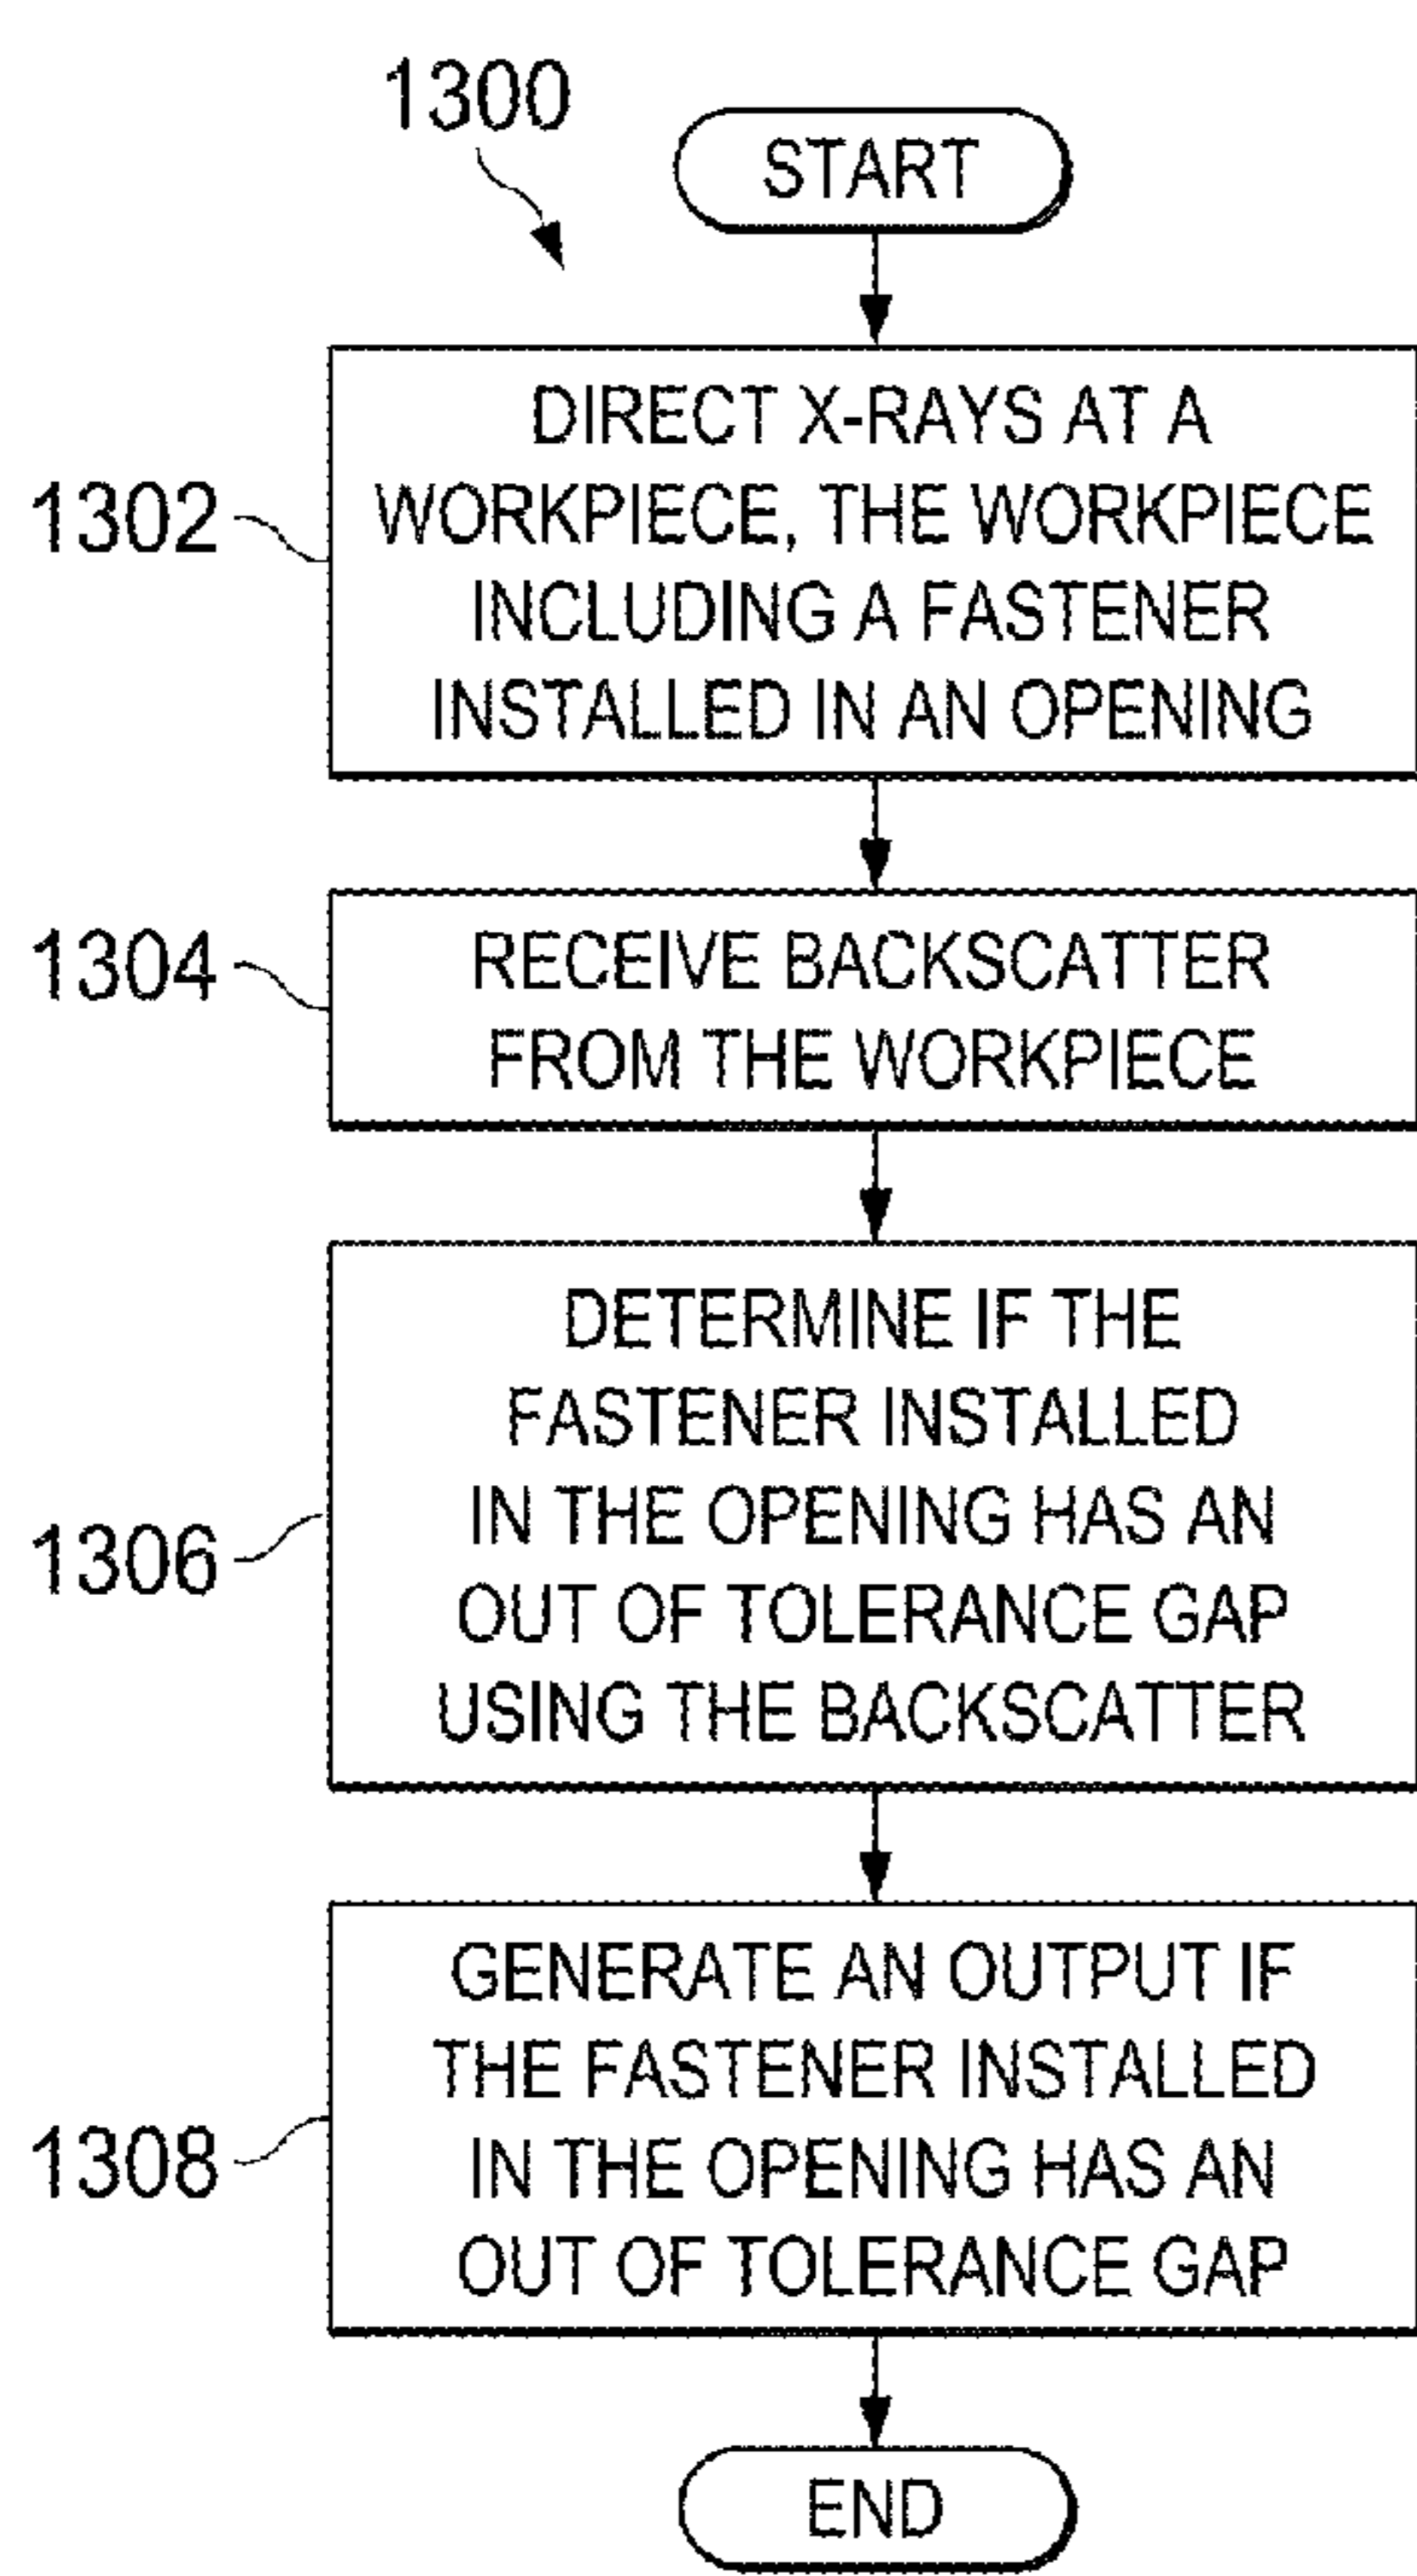 1300
START
DIRECT X-RAYS AT A
WORKPIECE, THE WORKPIECE
INCLUDING A FASTENER
INSTALLED IN AN OPENING
1302
RECEIVE BACKSCATTER
FROM THE WORKPIECE
1304
DETERMINE IF THE
FASTENER INSTALLED
IN THE OPENING HAS AN
OUT OF TOLERANCE GAP
USING THE BACKSCATTER
1306
GENERATE AN OUTPUT IF
THE FASTENER INSTALLED
IN THE OPENING HAS AN
OUT OF TOLERANCE GAP
1308
END